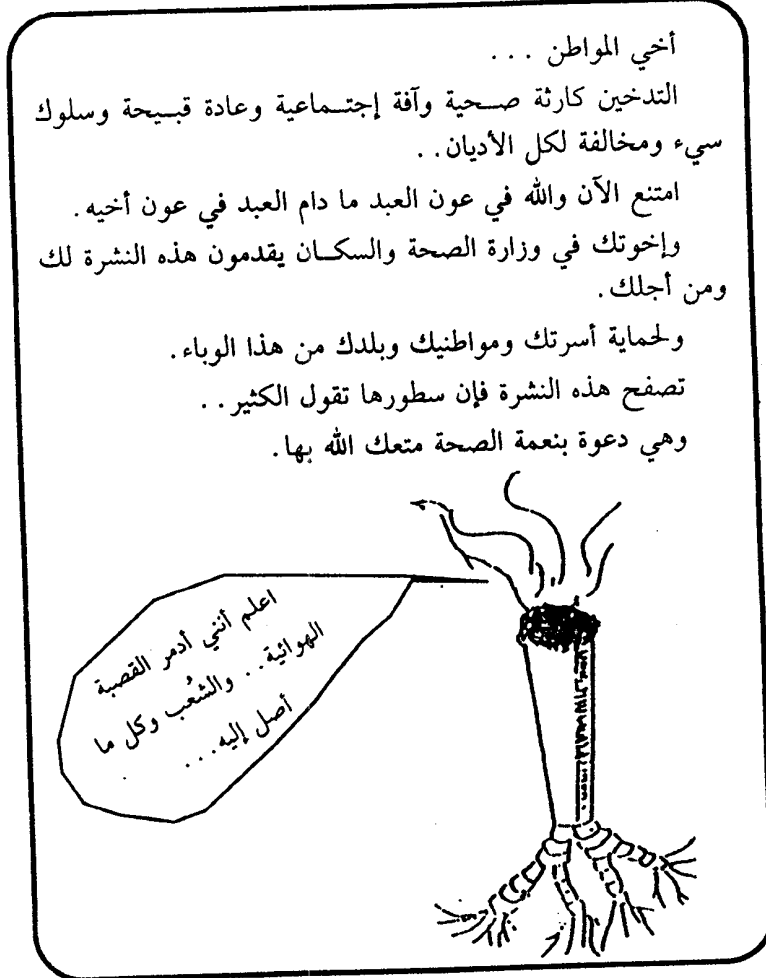 أخي المواطن ...
التدخين كارثة صحية وآفة إجتماعية وعادة قبيحة وسلوك
سيء ومخالفة لكل الأديان..
امتنع الآن والله في عون العبد ما دام العبد في عون أخيه.
وإخوتك في وزارة الصحة والسكان يقدمون هذه النشرة لك
ومن أجلك.
ولحماية أسرتك ومواطنيك وبلدك من هذا الوباء.
تصفح هذه النشرة فإن سطورها تقول الكثير..
وهي دعوة بنعمة الصحة متعك الله بها.
اعلم أنني أدمر القصبة
الهوائية.. والشُعب وكل ما
أصل إليه...